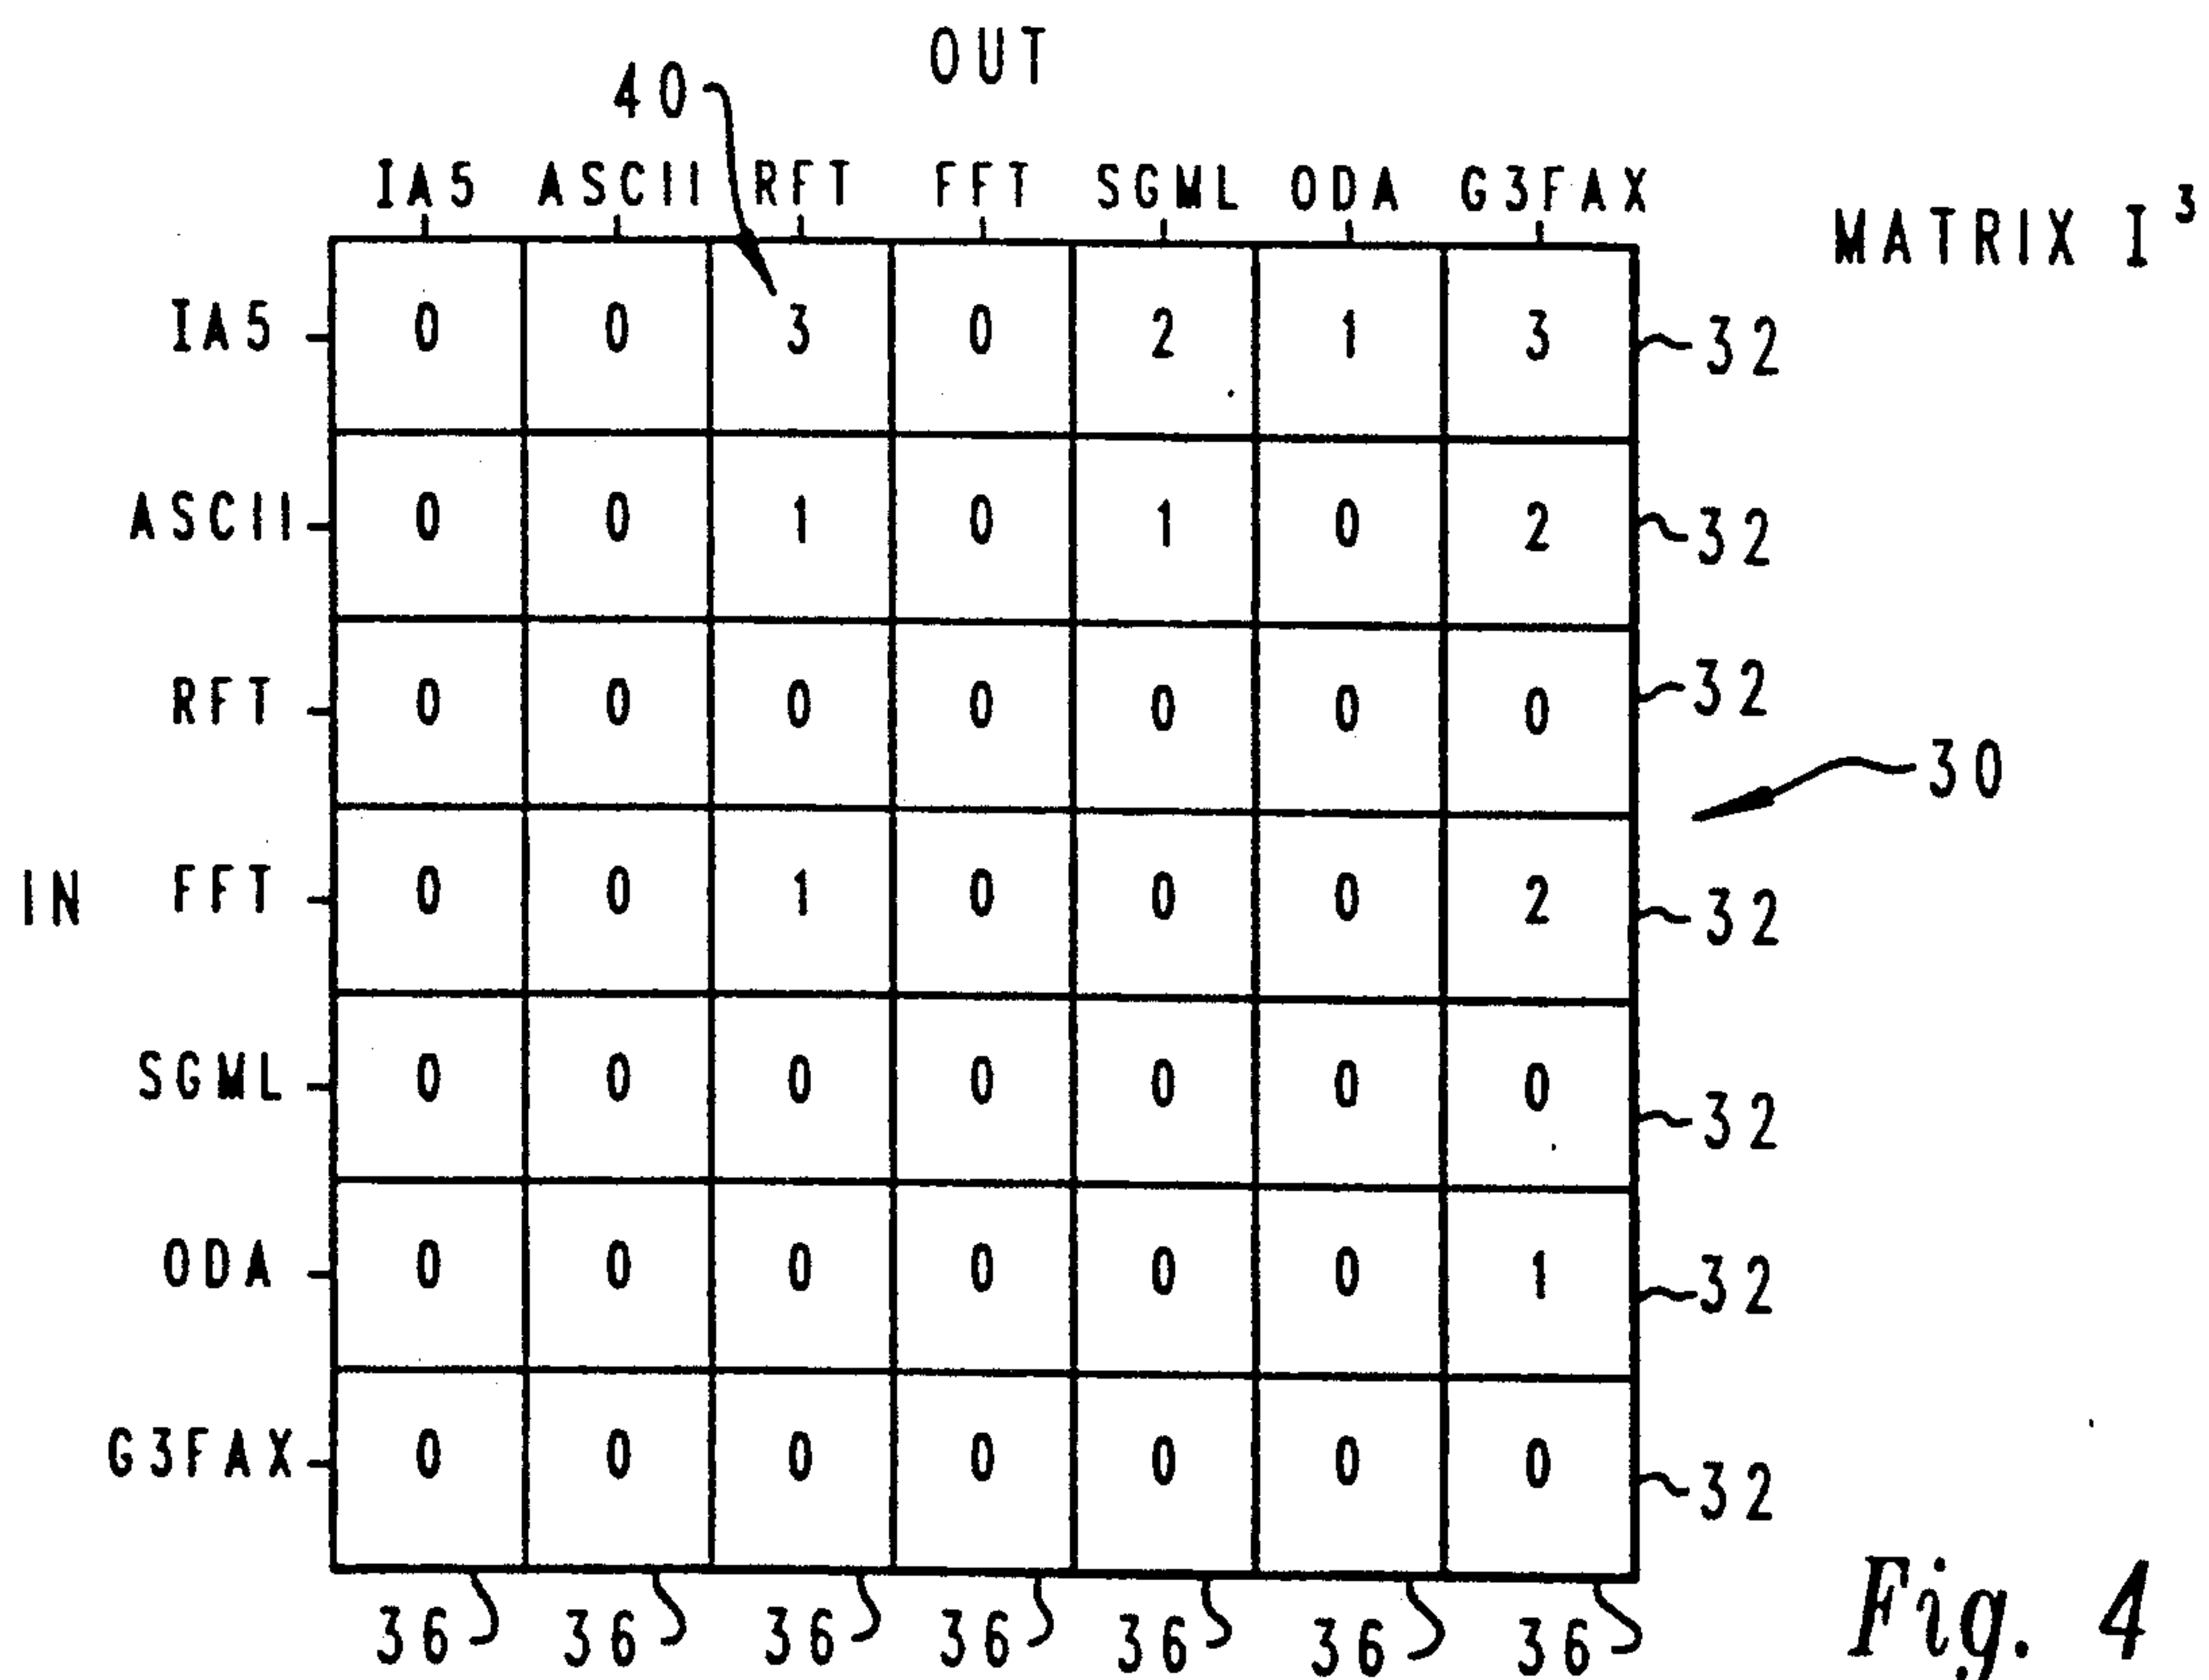 OUT
40
IA5 ASCII RFT FFT SGML ODA G3FAX
MATRIX I³
IA5 0 0 3 0 2 1 3 32
ASCII 0 0 1 0 1 0 2 32
RFT 0 0 0 0 0 0 0 32
30
IN FFT 0 0 1 0 0 0 2 32
SGML 0 0 0 0 0 0 0 32
ODA 0 0 0 0 0 0 1 32
G3FAX 0 0 0 0 0 0 0 32
36 36 36 36 36 36 36
Fig. 4